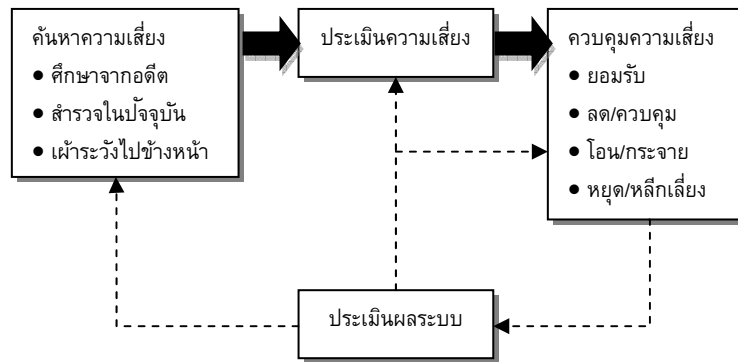 ค้นหาความเสี่ยง
● ศึกษาจากอดีต
● สำรวจในปัจจุบัน
● เผ้าระวังไปข้างหน้า
ประเมินความเสี่ยง
ควบคุมความเสี่ยง
● ยอมรับ
● ลด/ควบคุม
● โอน/กระจาย
● หยุด/หลีกเลี่ยง
ประเมินผลระบบ